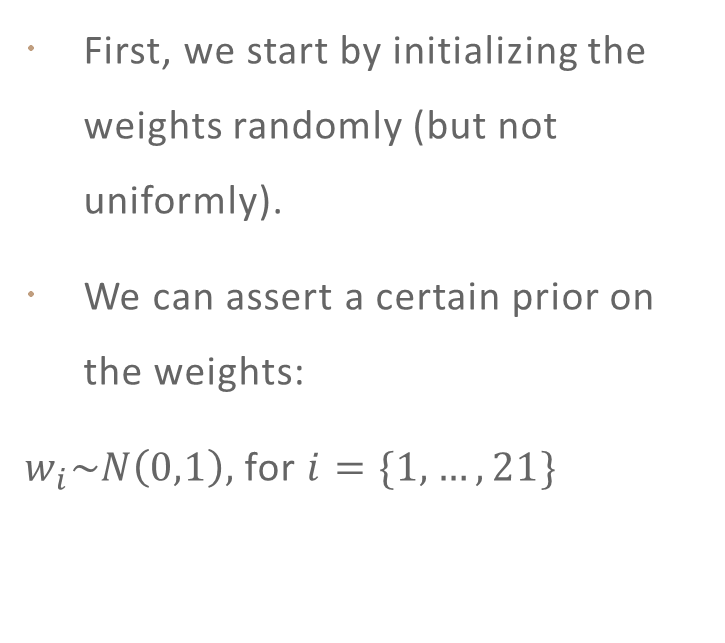 • First, we start by initializing the
weights randomly (but not
uniformly).
• We can assert a certain prior on
the weights:
wᵢ~N(0,1), for i = {1, … , 21}